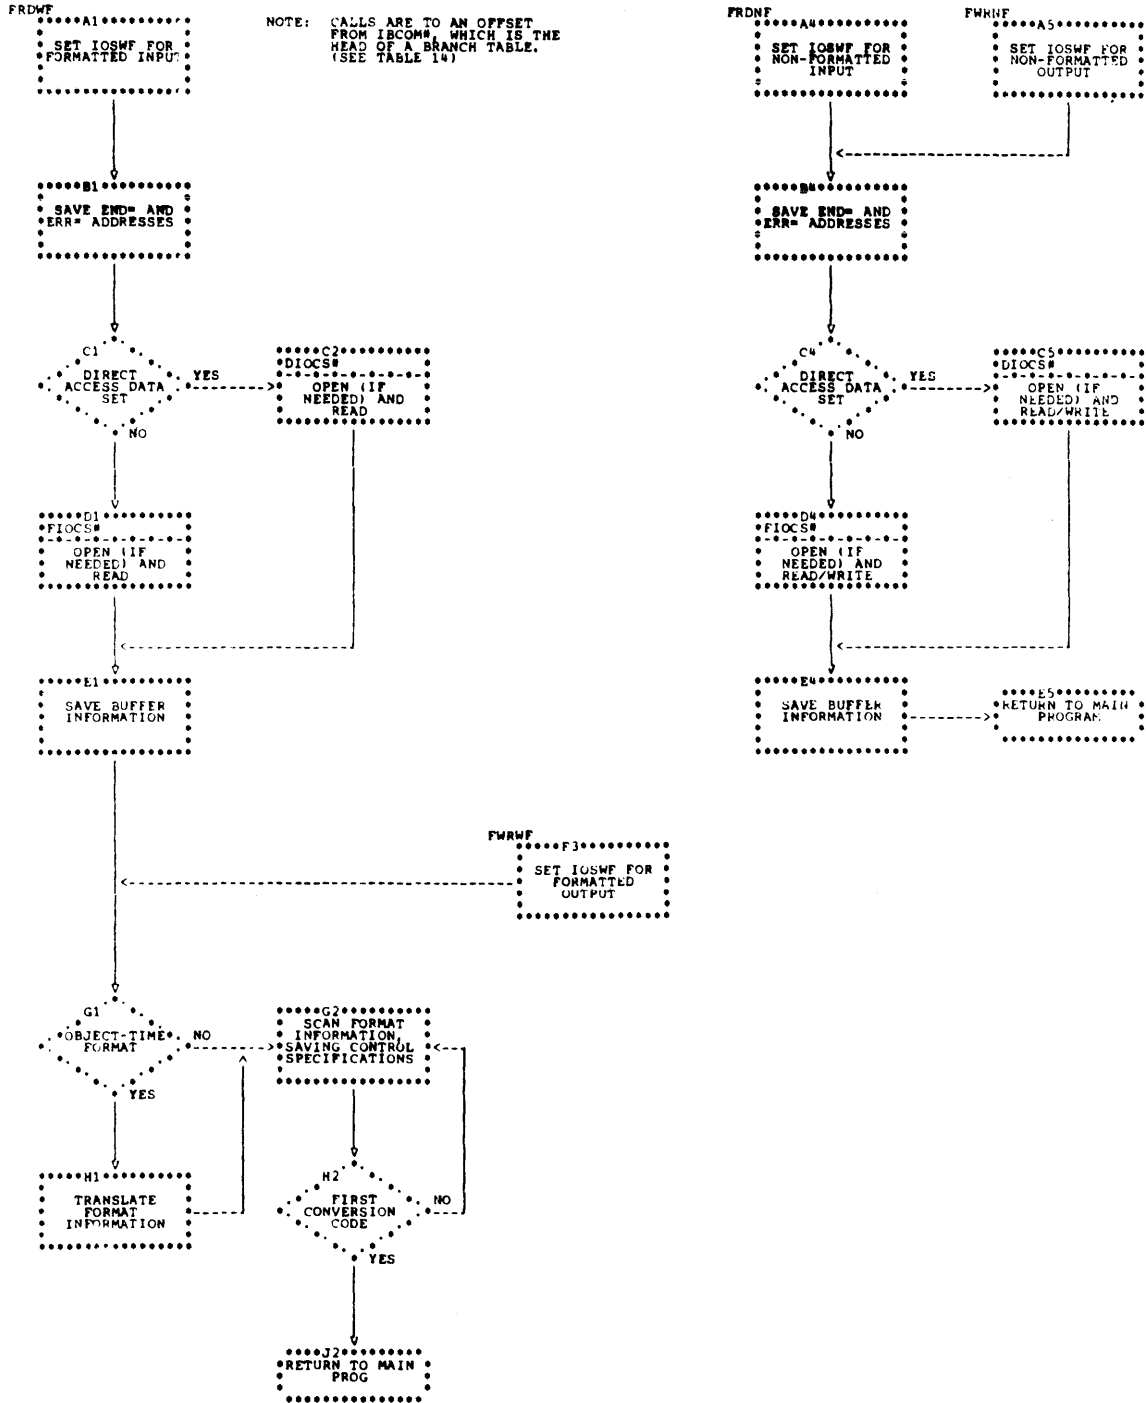 FRDWF
A1
SET IOSWF FOR
FORMATTED INPUT
NOTE: CALLS ARE TO AN OFFSET
FROM IBCOM#, WHICH IS THE
HEAD OF A BRANCH TABLE.
(SEE TABLE 14)
FRDNF
A4
SET IOSWF FOR
NON-FORMATTED
INPUT
FWRNF
A5
SET IOSWF FOR
NON-FORMATTED
OUTPUT
B1
SAVE END= AND
ERR= ADDRESSES
B4
SAVE END= AND
ERR= ADDRESSES
C1
DIRECT
ACCESS DATA
SET
YES
NO
C2
DIOCS#
OPEN (IF
NEEDED) AND
READ
C4
DIRECT
ACCESS DATA
SET
YES
NO
C5
DIOCS#
OPEN (IF
NEEDED) AND
READ/WRITE
D1
FIOCS#
OPEN (IF
NEEDED) AND
READ
D4
FIOCS#
OPEN (IF
NEEDED) AND
READ/WRITE
E1
SAVE BUFFER
INFORMATION
E4
SAVE BUFFER
INFORMATION
E5
RETURN TO MAIN
PROGRAM
FWRWF
F3
SET IOSWF FOR
FORMATTED
OUTPUT
G1
OBJECT-TIME
FORMAT
NO
YES
G2
SCAN FORMAT
INFORMATION,
SAVING CONTROL
SPECIFICATIONS
H1
TRANSLATE
FORMAT
INFORMATION
H2
FIRST
CONVERSION
CODE
NO
YES
J2
RETURN TO MAIN
PROG